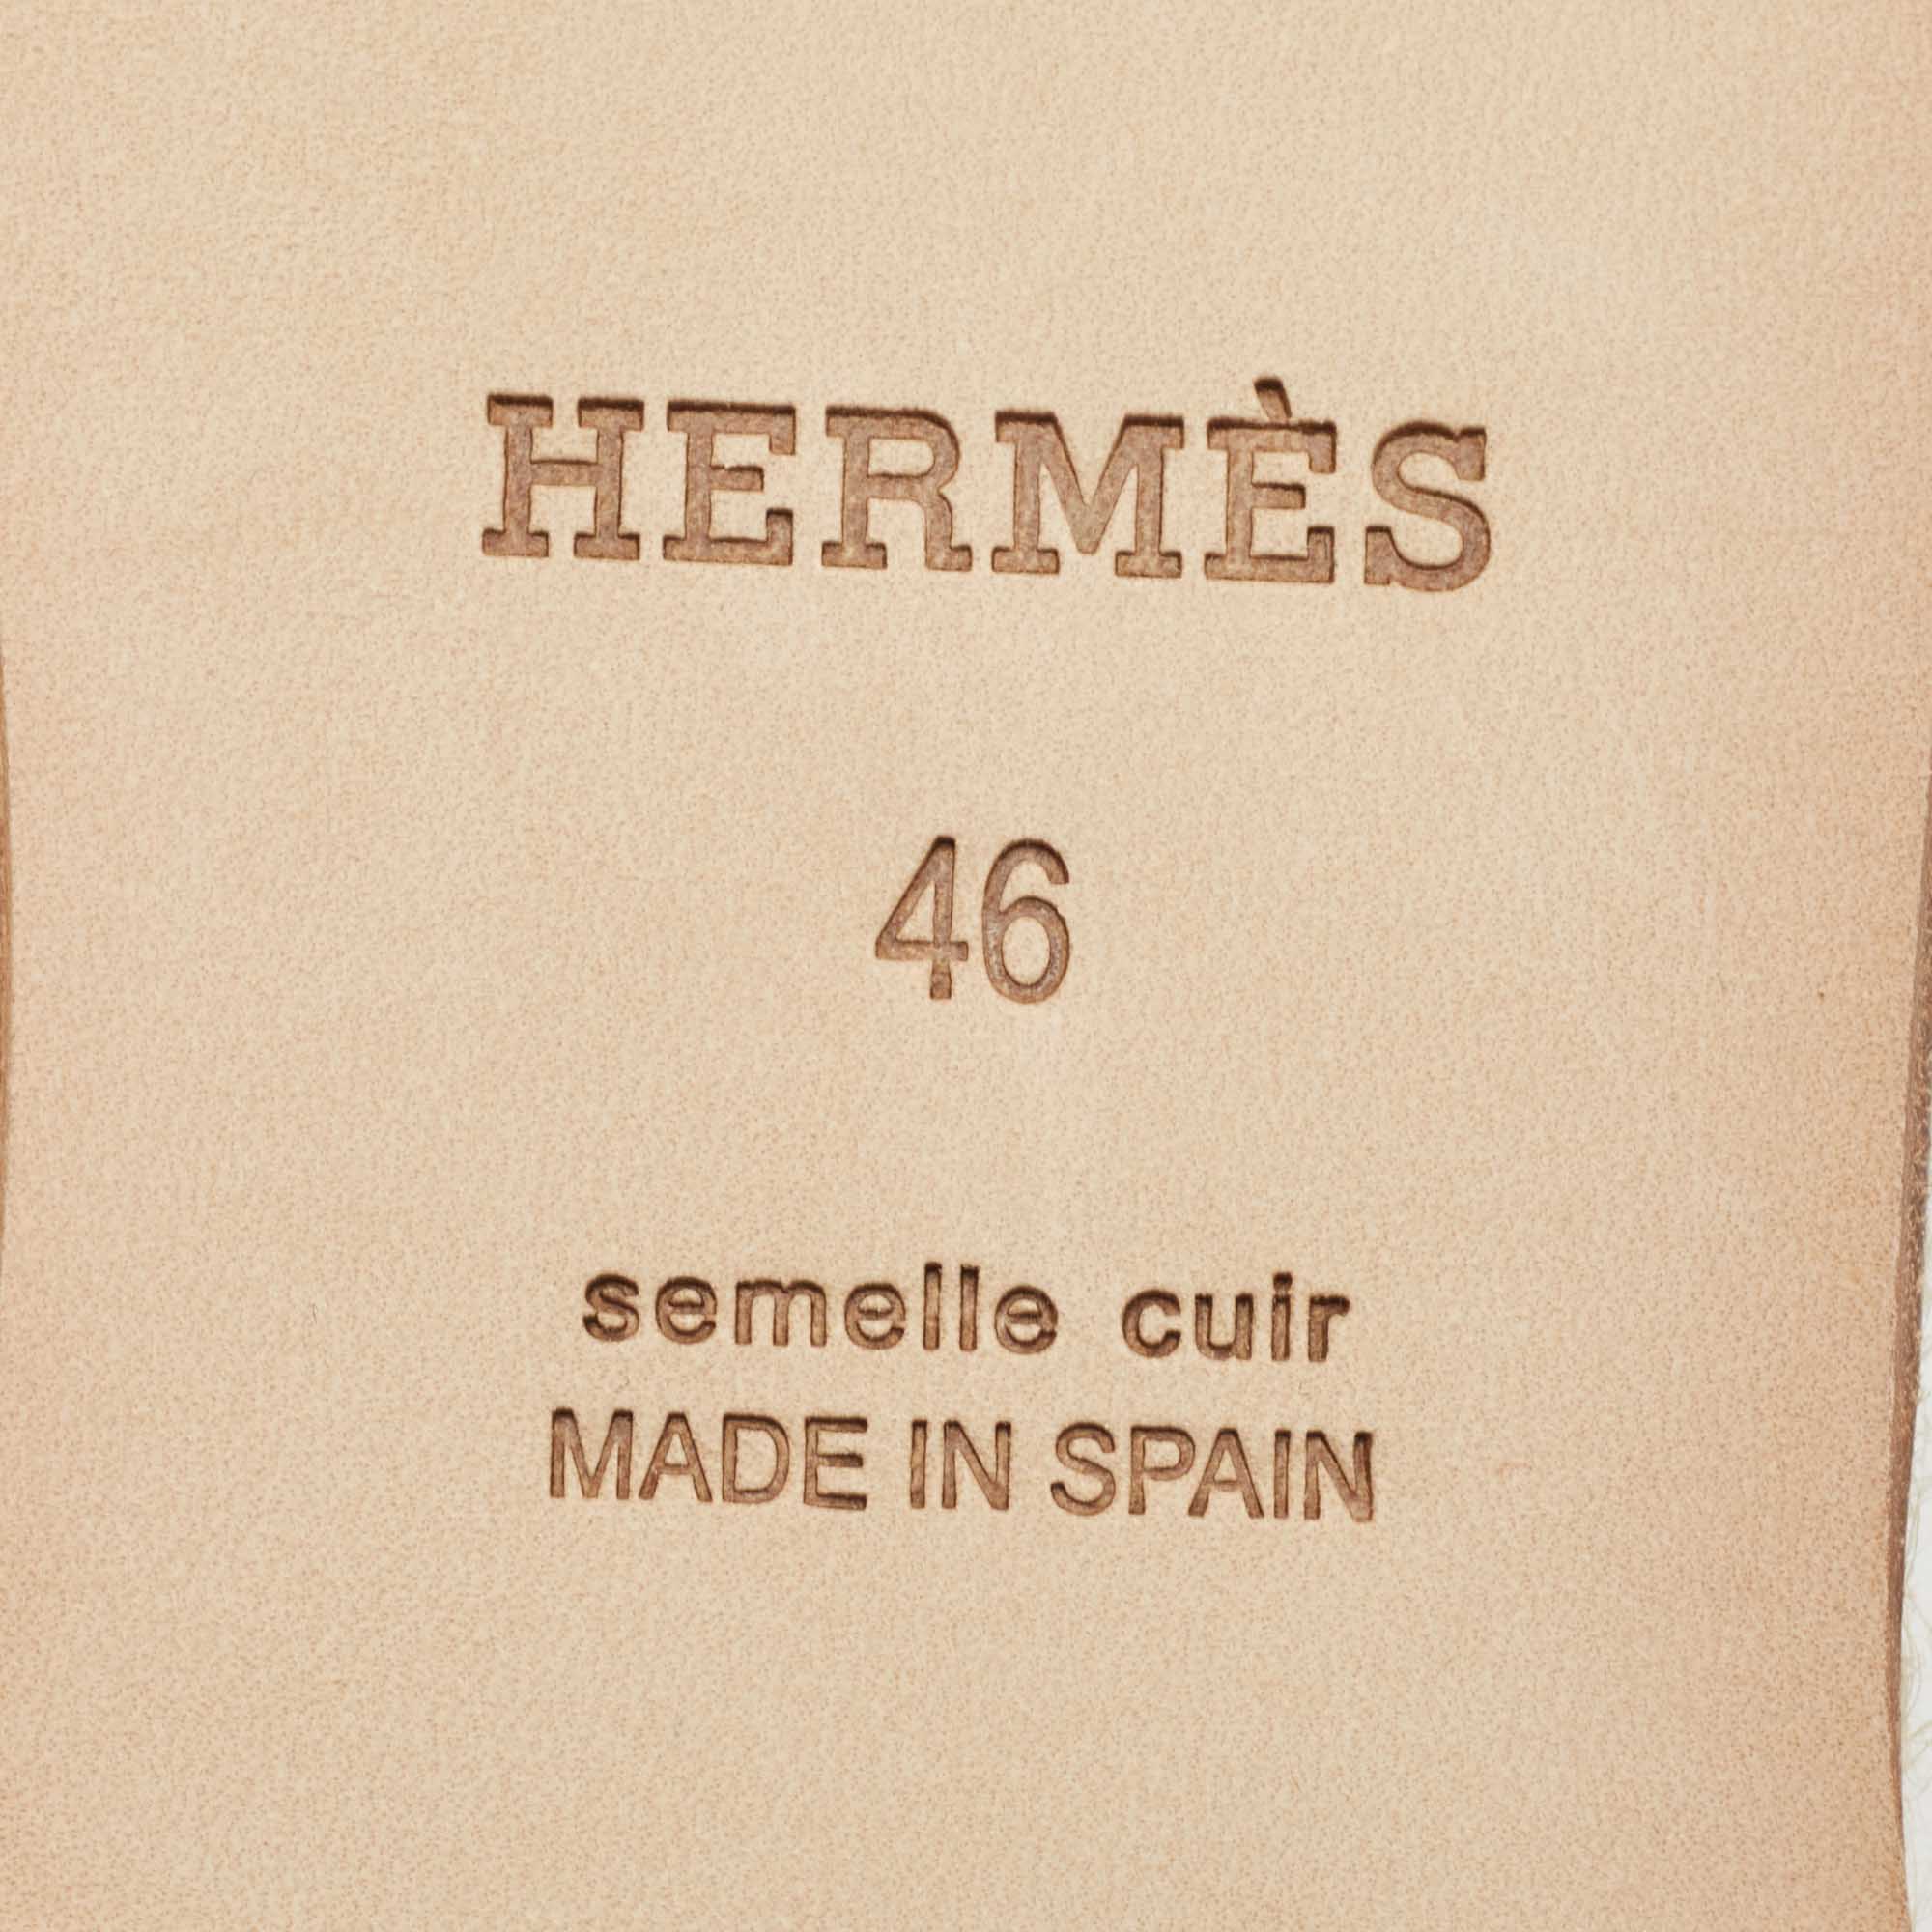 HERMÈS
46
semelle cuir
MADE IN SPAIN